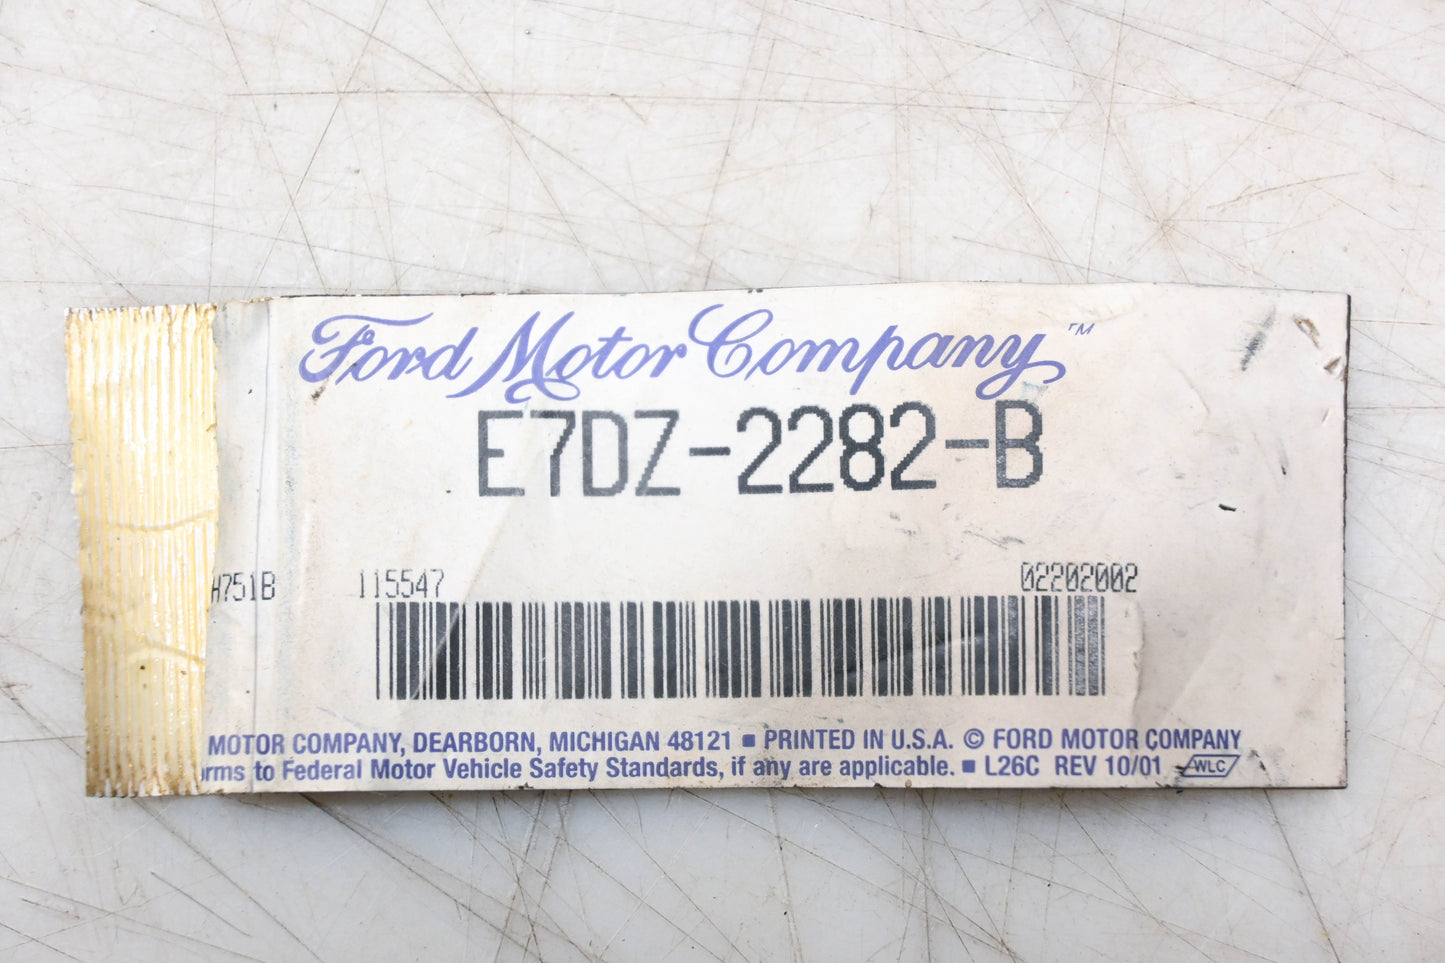 Ford Motor Company™
E7DZ-2282-B
H751B 115547 02202002
MOTOR COMPANY, DEARBORN, MICHIGAN 48121 ▪ PRINTED IN U.S.A. © FORD MOTOR COMPANY
orms to Federal Motor Vehicle Safety Standards, if any are applicable. ▪ L26C REV 10/01 WLC